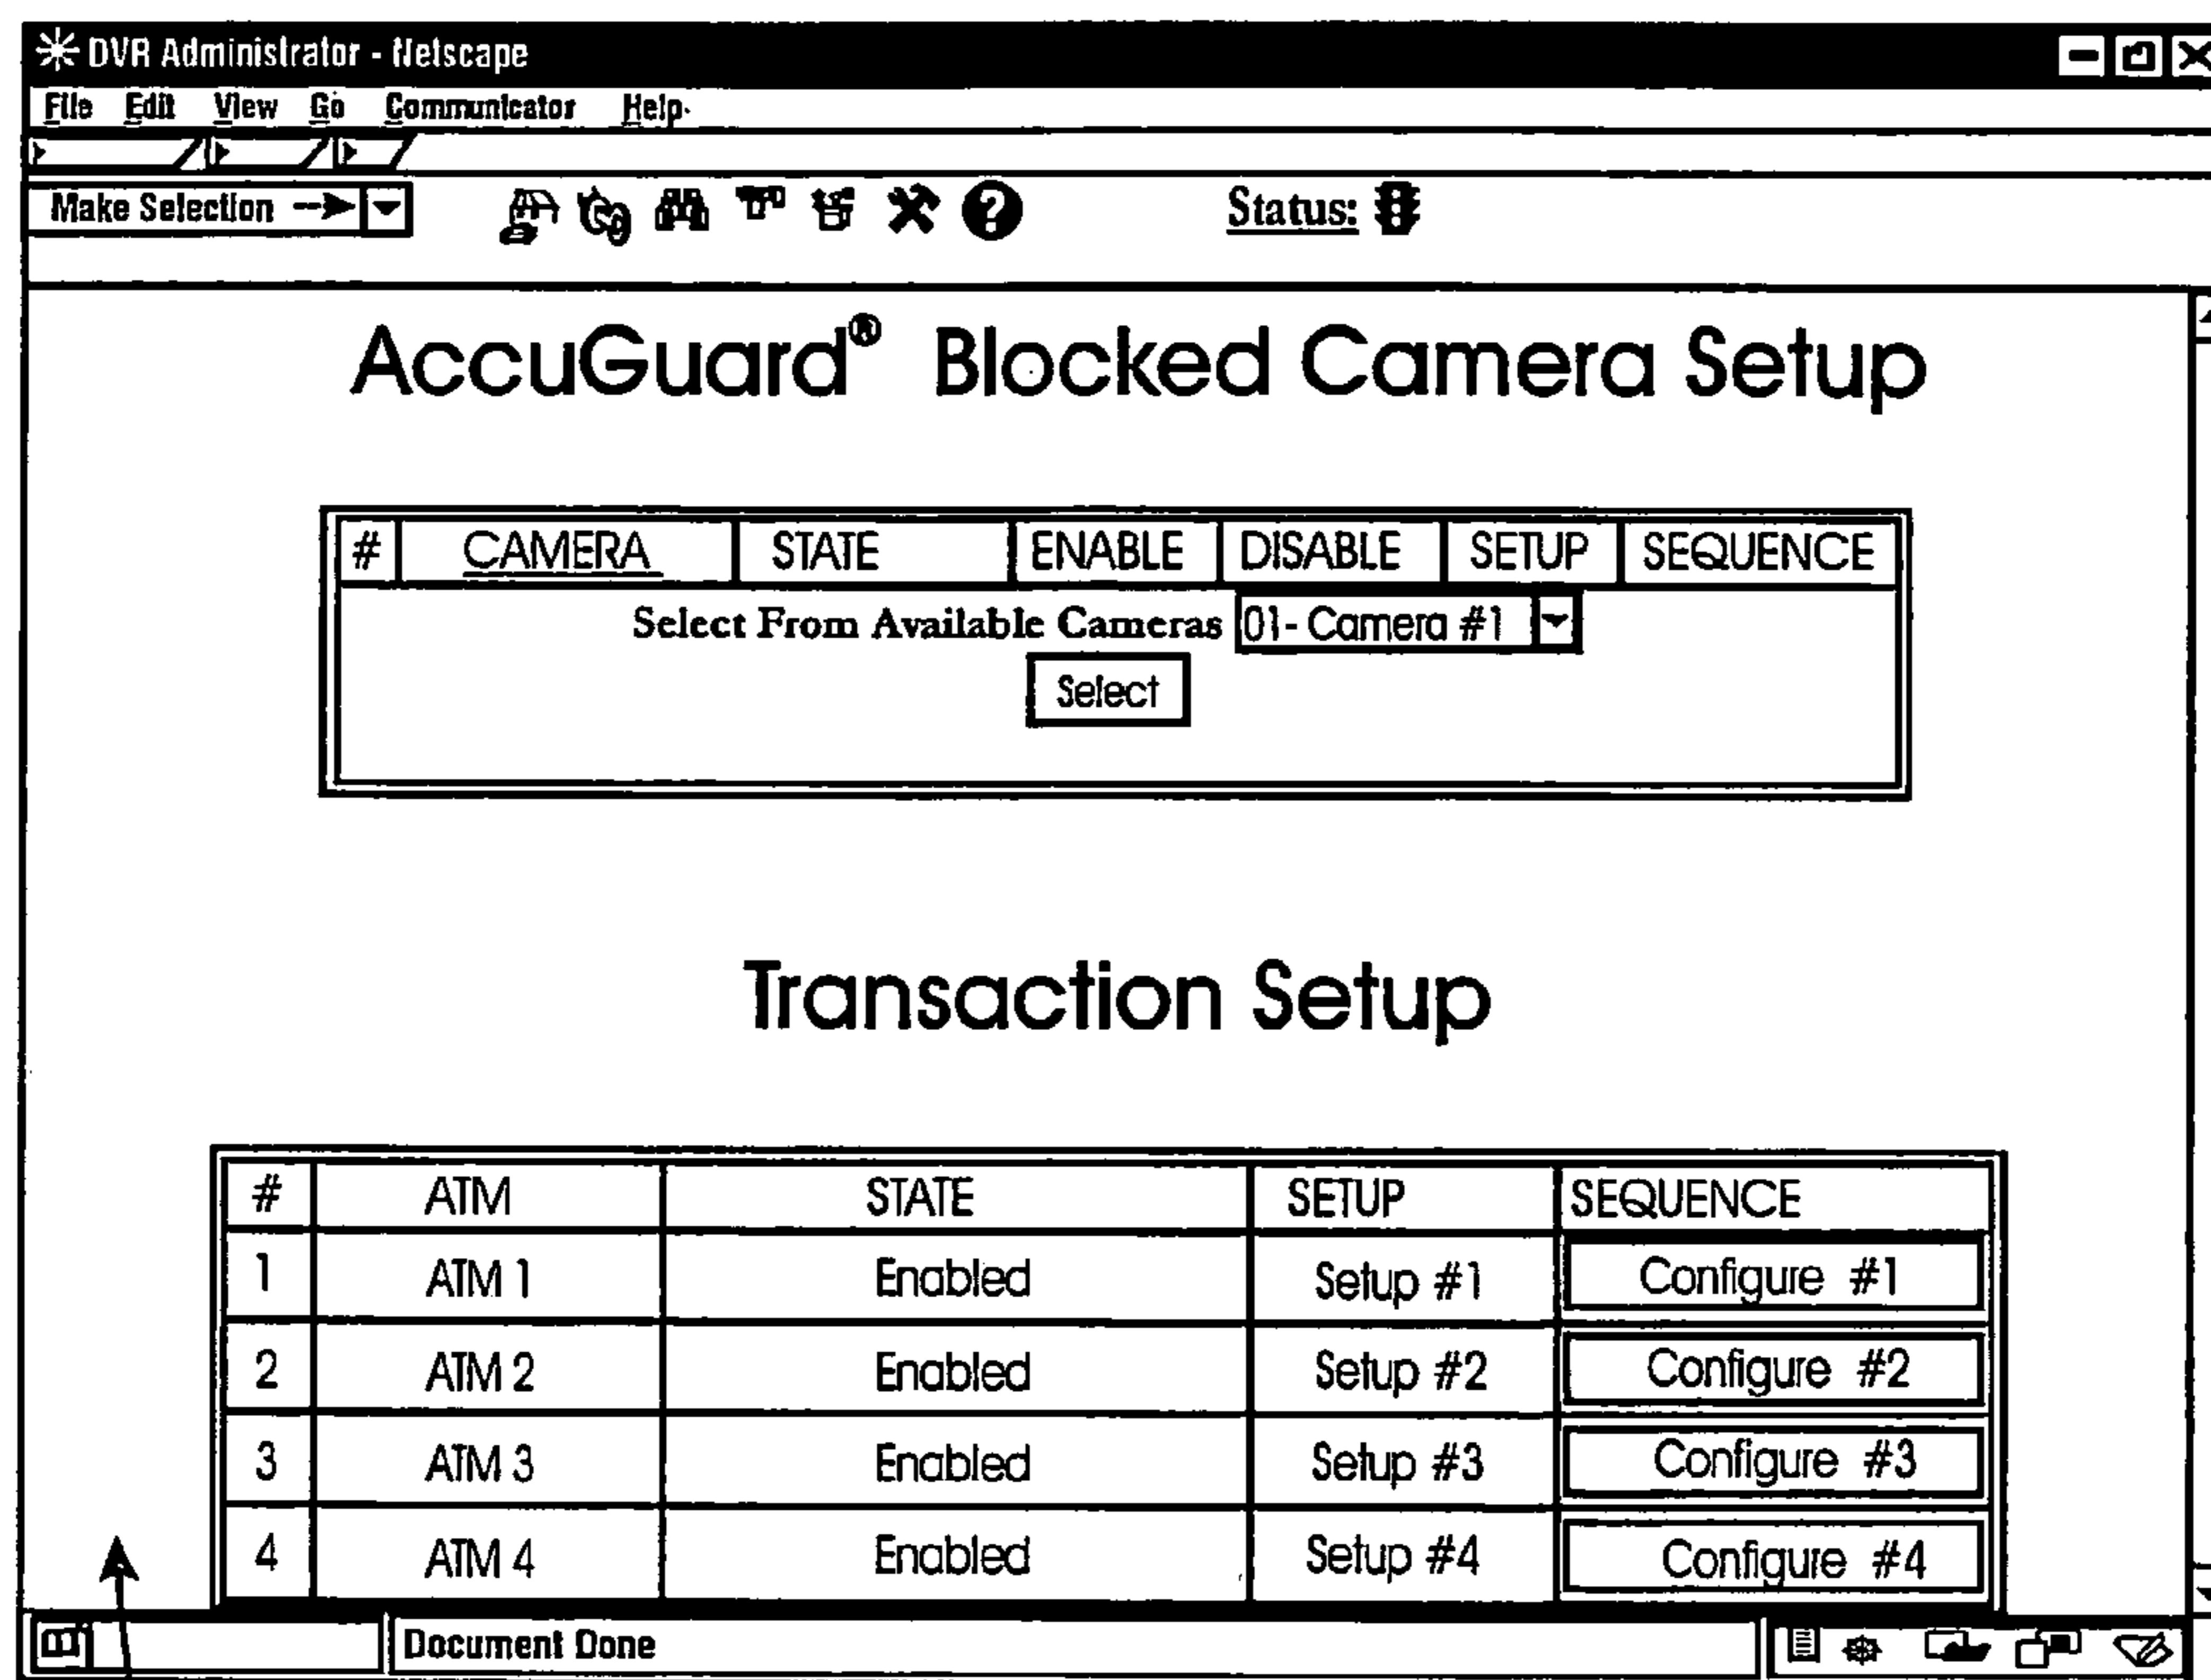 DVR Administrator - Netscape
File Edit View Go Communicator Help
Make Selection Status:
AccuGuard® Blocked Camera Setup
# CAMERA STATE ENABLE DISABLE SETUP SEQUENCE
Select From Available Cameras 01- Camera #1
Select
Transaction Setup
# ATM STATE SETUP SEQUENCE
1 ATM 1 Enabled Setup #1 Configure #1
2 ATM 2 Enabled Setup #2 Configure #2
3 ATM 3 Enabled Setup #3 Configure #3
4 ATM 4 Enabled Setup #4 Configure #4
Document Done